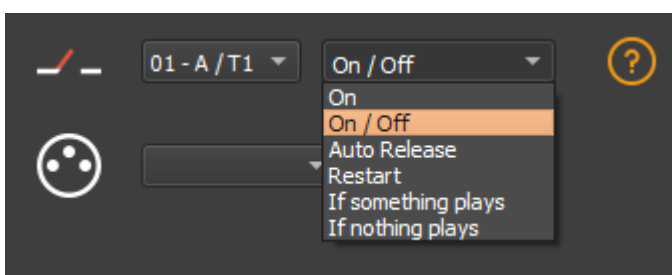 01 - A / T1
On / Off
?
On
On / Off
Auto Release
Restart
If something plays
If nothing plays